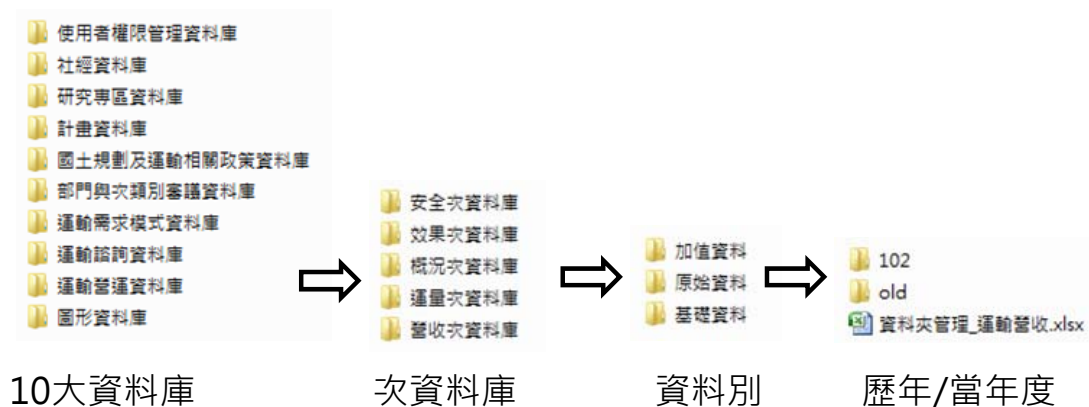 使用者權限管理資料庫
社經資料庫
研究專區資料庫
計畫資料庫
國土規劃及運輸相關政策資料庫
部門與次類別審議資料庫
運輸需求模式資料庫
運輸諮詢資料庫
運輸營運資料庫
圖形資料庫
10大資料庫
安全次資料庫
效果次資料庫
概況次資料庫
運量次資料庫
營收次資料庫
次資料庫
加值資料
原始資料
基礎資料
資料別
102
old
資料夾管理_運輸營收.xlsx
歷年/當年度